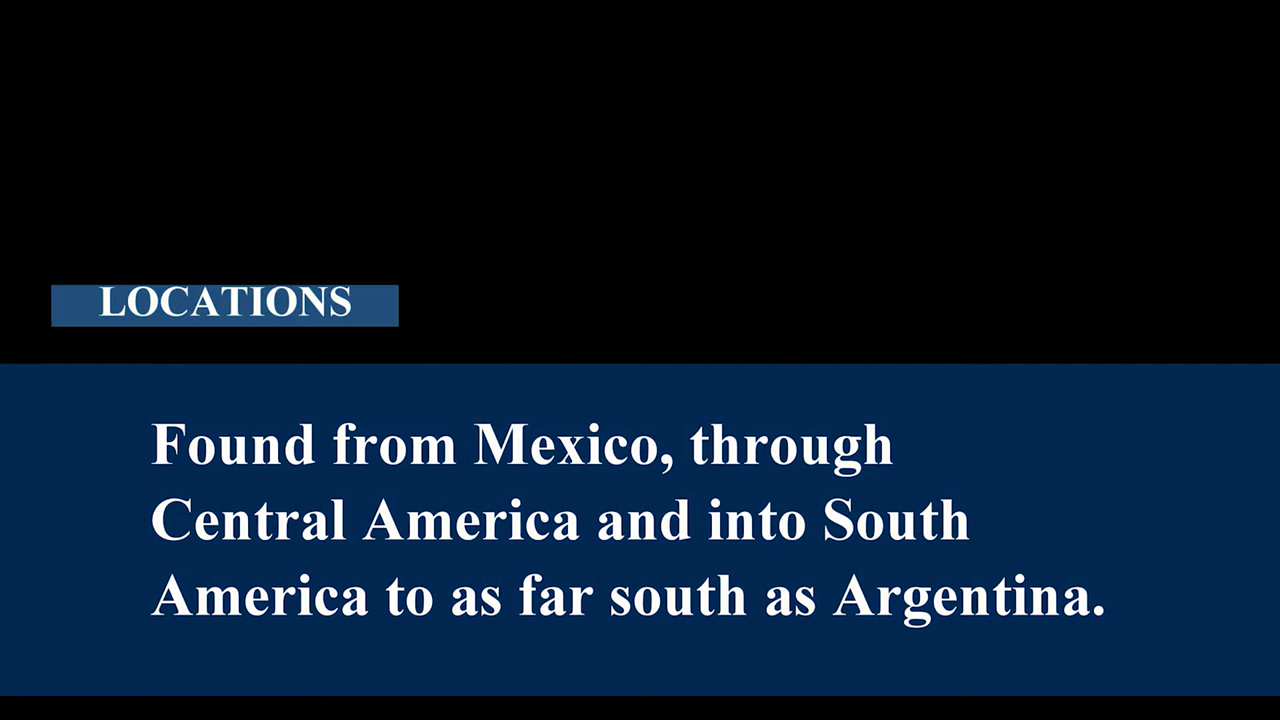 LOCATIONS
Found from Mexico, through
Central America and into South
America to as far south as Argentina.